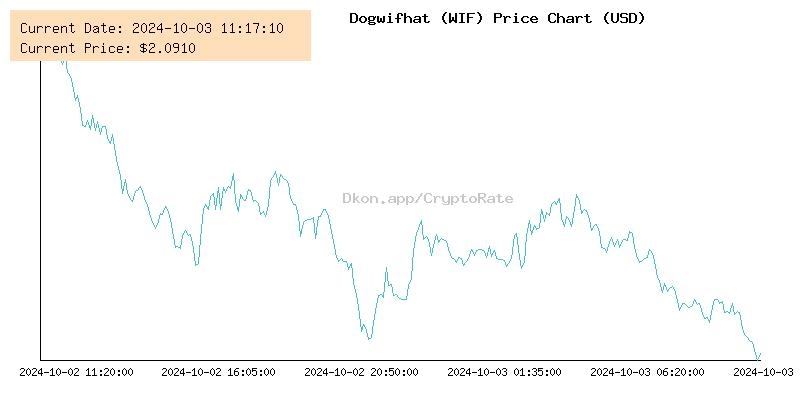 Dogwifhat (WIF) Price Chart (USD)
Current Date: 2024-10-03 11:17:10
Current Price: $2.0910
Dkon.app/CryptoRate
2024-10-02 11:20:00
2024-10-02 16:05:00
2024-10-02 20:50:00
2024-10-03 01:35:00
2024-10-03 06:20:00
2024-10-03